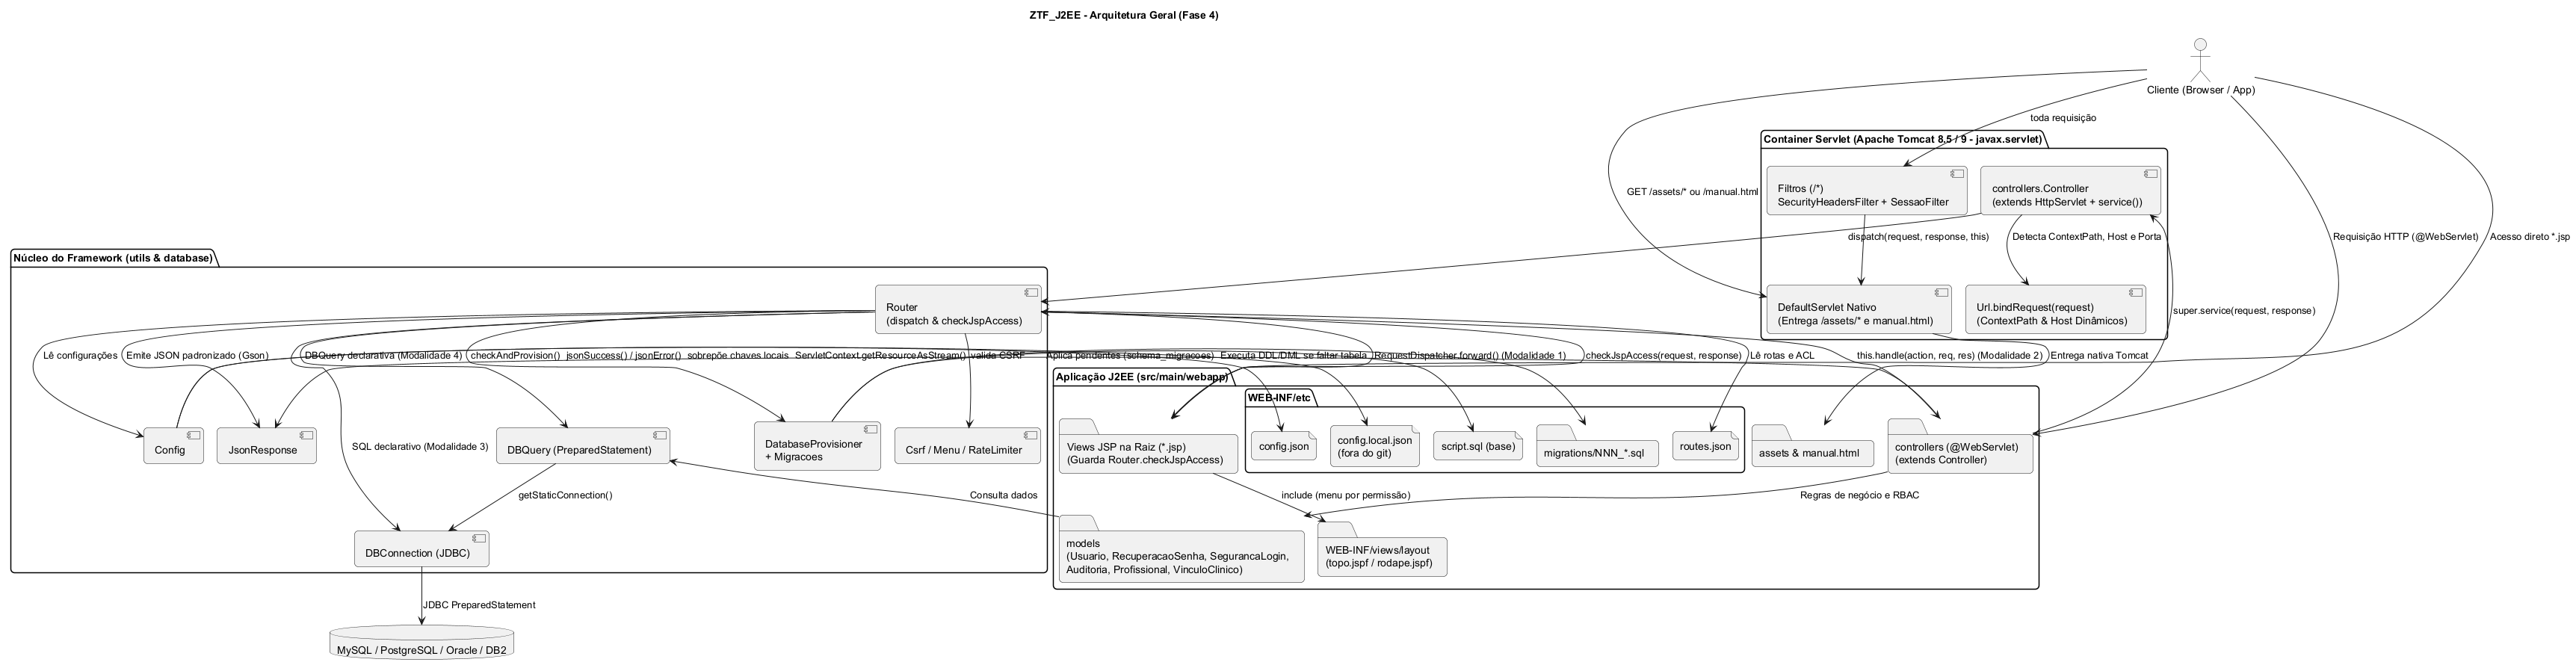 ZTF_J2EE - Arquitetura Geral (Fase 4)
Cliente (Browser / App)
toda requisição
Container Servlet (Apache Tomcat 8.5 / 9 - javax.servlet)
Filtros (/*)
SecurityHeadersFilter + SessaoFilter
controllers.Controller
(extends HttpServlet + service())
GET /assets/* ou /manual.html
dispatch(request, response, this)
Detecta ContextPath, Host e Porta
Requisição HTTP (@WebServlet)
Acesso direto *.jsp
Núcleo do Framework (utils & database)
Router
(dispatch & checkJspAccess)
DefaultServlet Nativo
(Entrega /assets/* e manual.html)
Url.bindRequest(request)
(ContextPath & Host Dinâmicos)
super.service(request, response)
Lê configurações
Emite JSON padronizado (Gson)
DBQuery declarativa (Modalidade 4)
checkAndProvision()
jsonSuccess() / jsonError()
sobrepõe chaves locais
ServletContext.getResourceAsStream()
valida CSRF
Aplica pendentes (schema_migracoes)
Executa DDL/DML se faltar tabela
RequestDispatcher.forward() (Modalidade 1)
checkJspAccess(request, response)
Lê rotas e ACL
this.handle(action, req, res) (Modalidade 2)
Entrega nativa Tomcat
Aplicação J2EE (src/main/webapp)
WEB-INF/etc
Config
JsonResponse
SQL declarativo (Modalidade 3)
DBQuery (PreparedStatement)
DatabaseProvisioner
+ Migracoes
Csrf / Menu / RateLimiter
Views JSP na Raiz (*.jsp)
(Guarda Router.checkJspAccess)
config.json
config.local.json
(fora do git)
script.sql (base)
migrations/NNN_*.sql
routes.json
assets & manual.html
controllers (@WebServlet)
(extends Controller)
getStaticConnection()
Consulta dados
include (menu por permissão)
Regras de negócio e RBAC
DBConnection (JDBC)
models
(Usuario, RecuperacaoSenha, SegurancaLogin,
Auditoria, Profissional, VinculoClinico)
WEB-INF/views/layout
(topo.jspf / rodape.jspf)
JDBC PreparedStatement
MySQL / PostgreSQL / Oracle / DB2